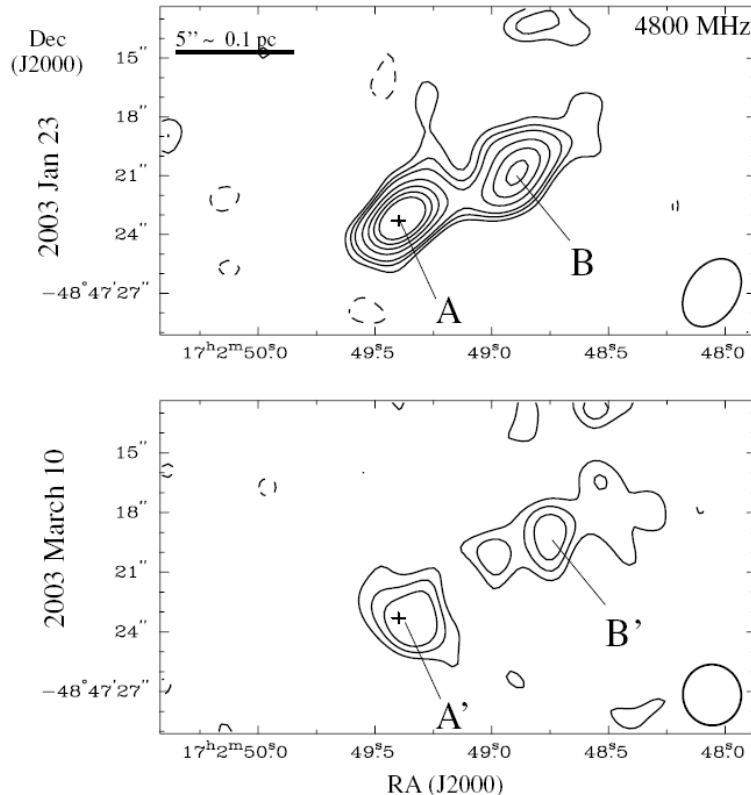 4800 MHz
Dec
(J2000)
5’’ ~ 0.1 pc
2003 Jan 23
15’’
18’’
21’’
24’’
−48°47’27’’
A
B
17ʰ2ᵐ50ˢ.0
49ˢ.5
49ˢ.0
48ˢ.5
48ˢ.0
2003 March 10
15’’
18’’
21’’
24’’
−48°47’27’’
A’
B’
17ʰ2ᵐ50ˢ.0
49ˢ.5
49ˢ.0
48ˢ.5
48ˢ.0
RA (J2000)